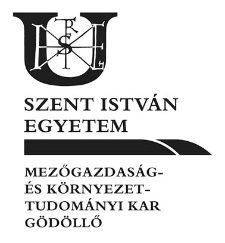 SZENT ISTVÁN
EGYETEM
MEZŐGAZDASÁG-
ÉS KÖRNYEZET-
TUDOMÁNYI KAR
GÖDÖLLŐ